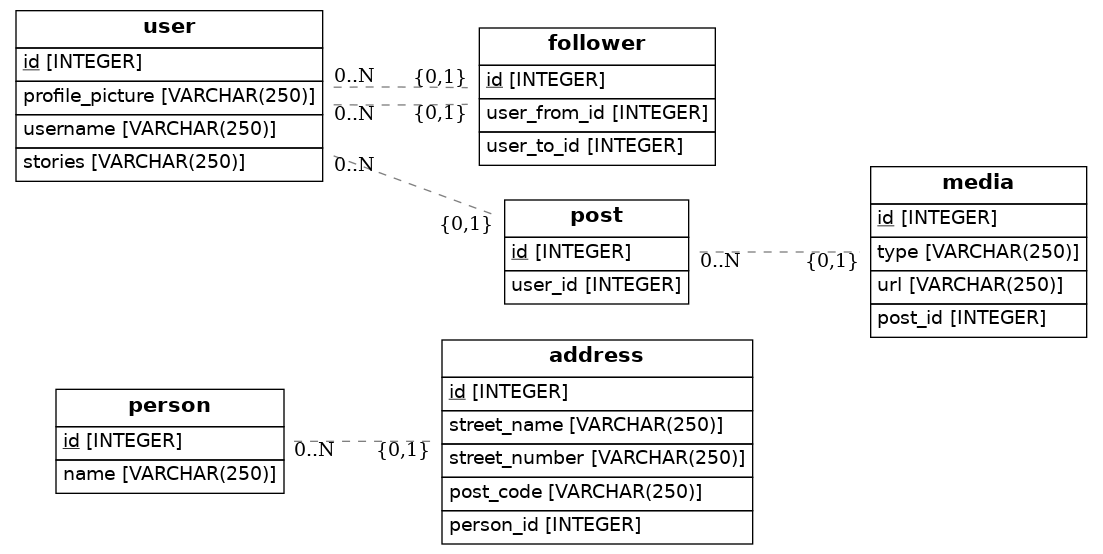 user
id [INTEGER]
profile_picture [VARCHAR(250)]
username [VARCHAR(250)]
stories [VARCHAR(250)]
0..N
{0,1}
0..N
{0,1}
0..N
{0,1}
follower
id [INTEGER]
user_from_id [INTEGER]
user_to_id [INTEGER]
post
id [INTEGER]
user_id [INTEGER]
0..N
{0,1}
media
id [INTEGER]
type [VARCHAR(250)]
url [VARCHAR(250)]
post_id [INTEGER]
person
id [INTEGER]
name [VARCHAR(250)]
0..N
{0,1}
address
id [INTEGER]
street_name [VARCHAR(250)]
street_number [VARCHAR(250)]
post_code [VARCHAR(250)]
person_id [INTEGER]